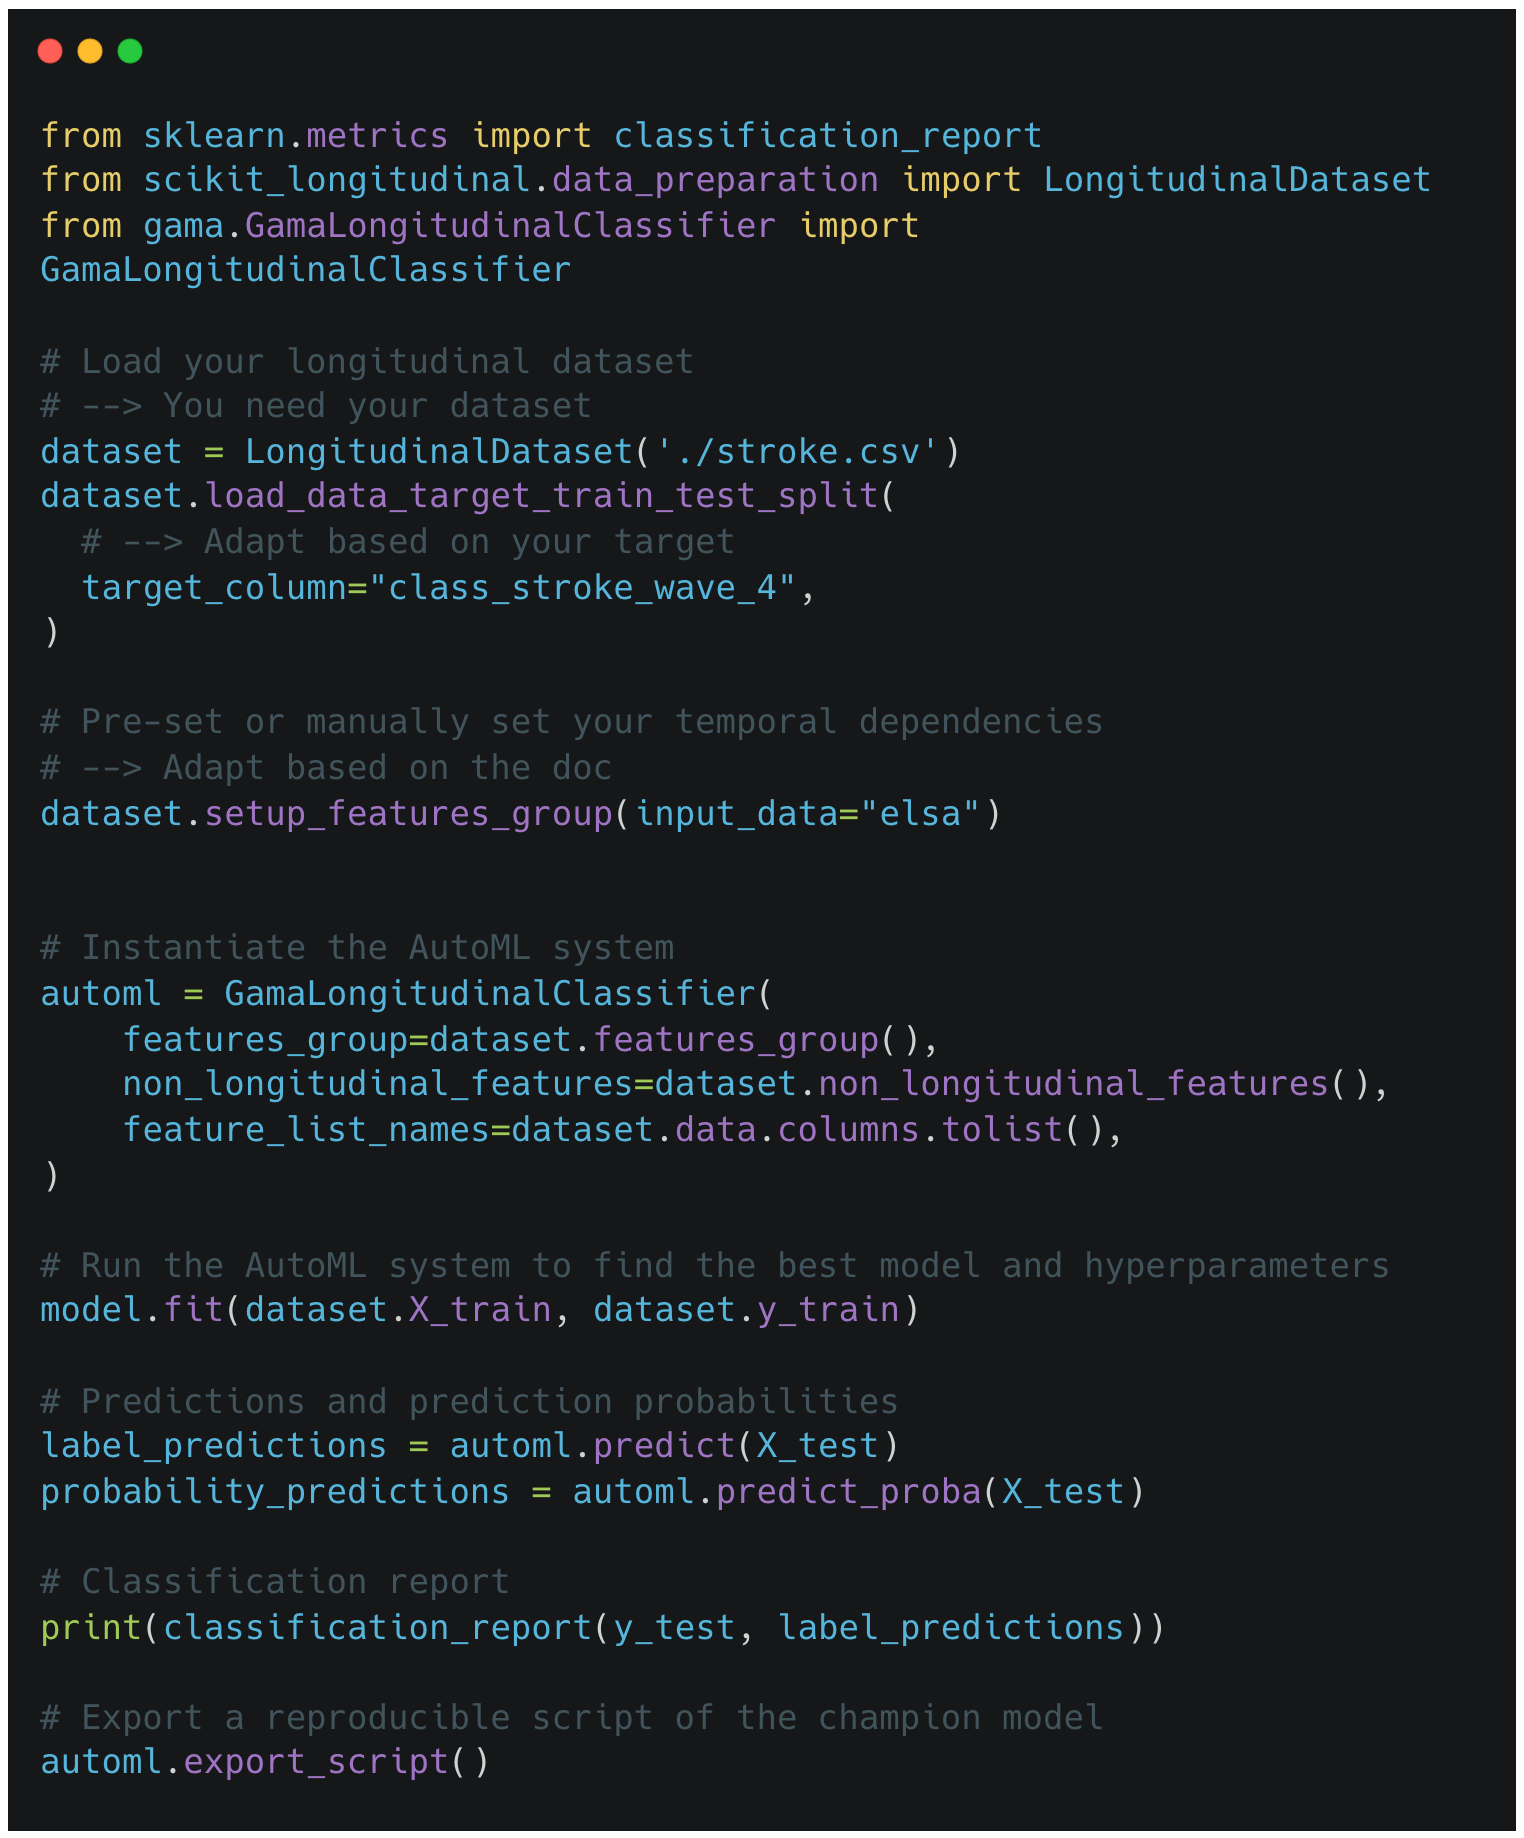 from sklearn.metrics import classification_report
from scikit_longitudinal.data_preparation import LongitudinalDataset
from gama.GamaLongitudinalClassifier import
GamaLongitudinalClassifier

# Load your longitudinal dataset
# --> You need your dataset
dataset = LongitudinalDataset('./stroke.csv')
dataset.load_data_target_train_test_split(
  # --> Adapt based on your target
  target_column="class_stroke_wave_4",
)

# Pre-set or manually set your temporal dependencies
# --> Adapt based on the doc
dataset.setup_features_group(input_data="elsa")


# Instantiate the AutoML system
automl = GamaLongitudinalClassifier(
    features_group=dataset.features_group(),
    non_longitudinal_features=dataset.non_longitudinal_features(),
    feature_list_names=dataset.data.columns.tolist(),
)

# Run the AutoML system to find the best model and hyperparameters
model.fit(dataset.X_train, dataset.y_train)

# Predictions and prediction probabilities
label_predictions = automl.predict(X_test)
probability_predictions = automl.predict_proba(X_test)

# Classification report
print(classification_report(y_test, label_predictions))

# Export a reproducible script of the champion model
automl.export_script()